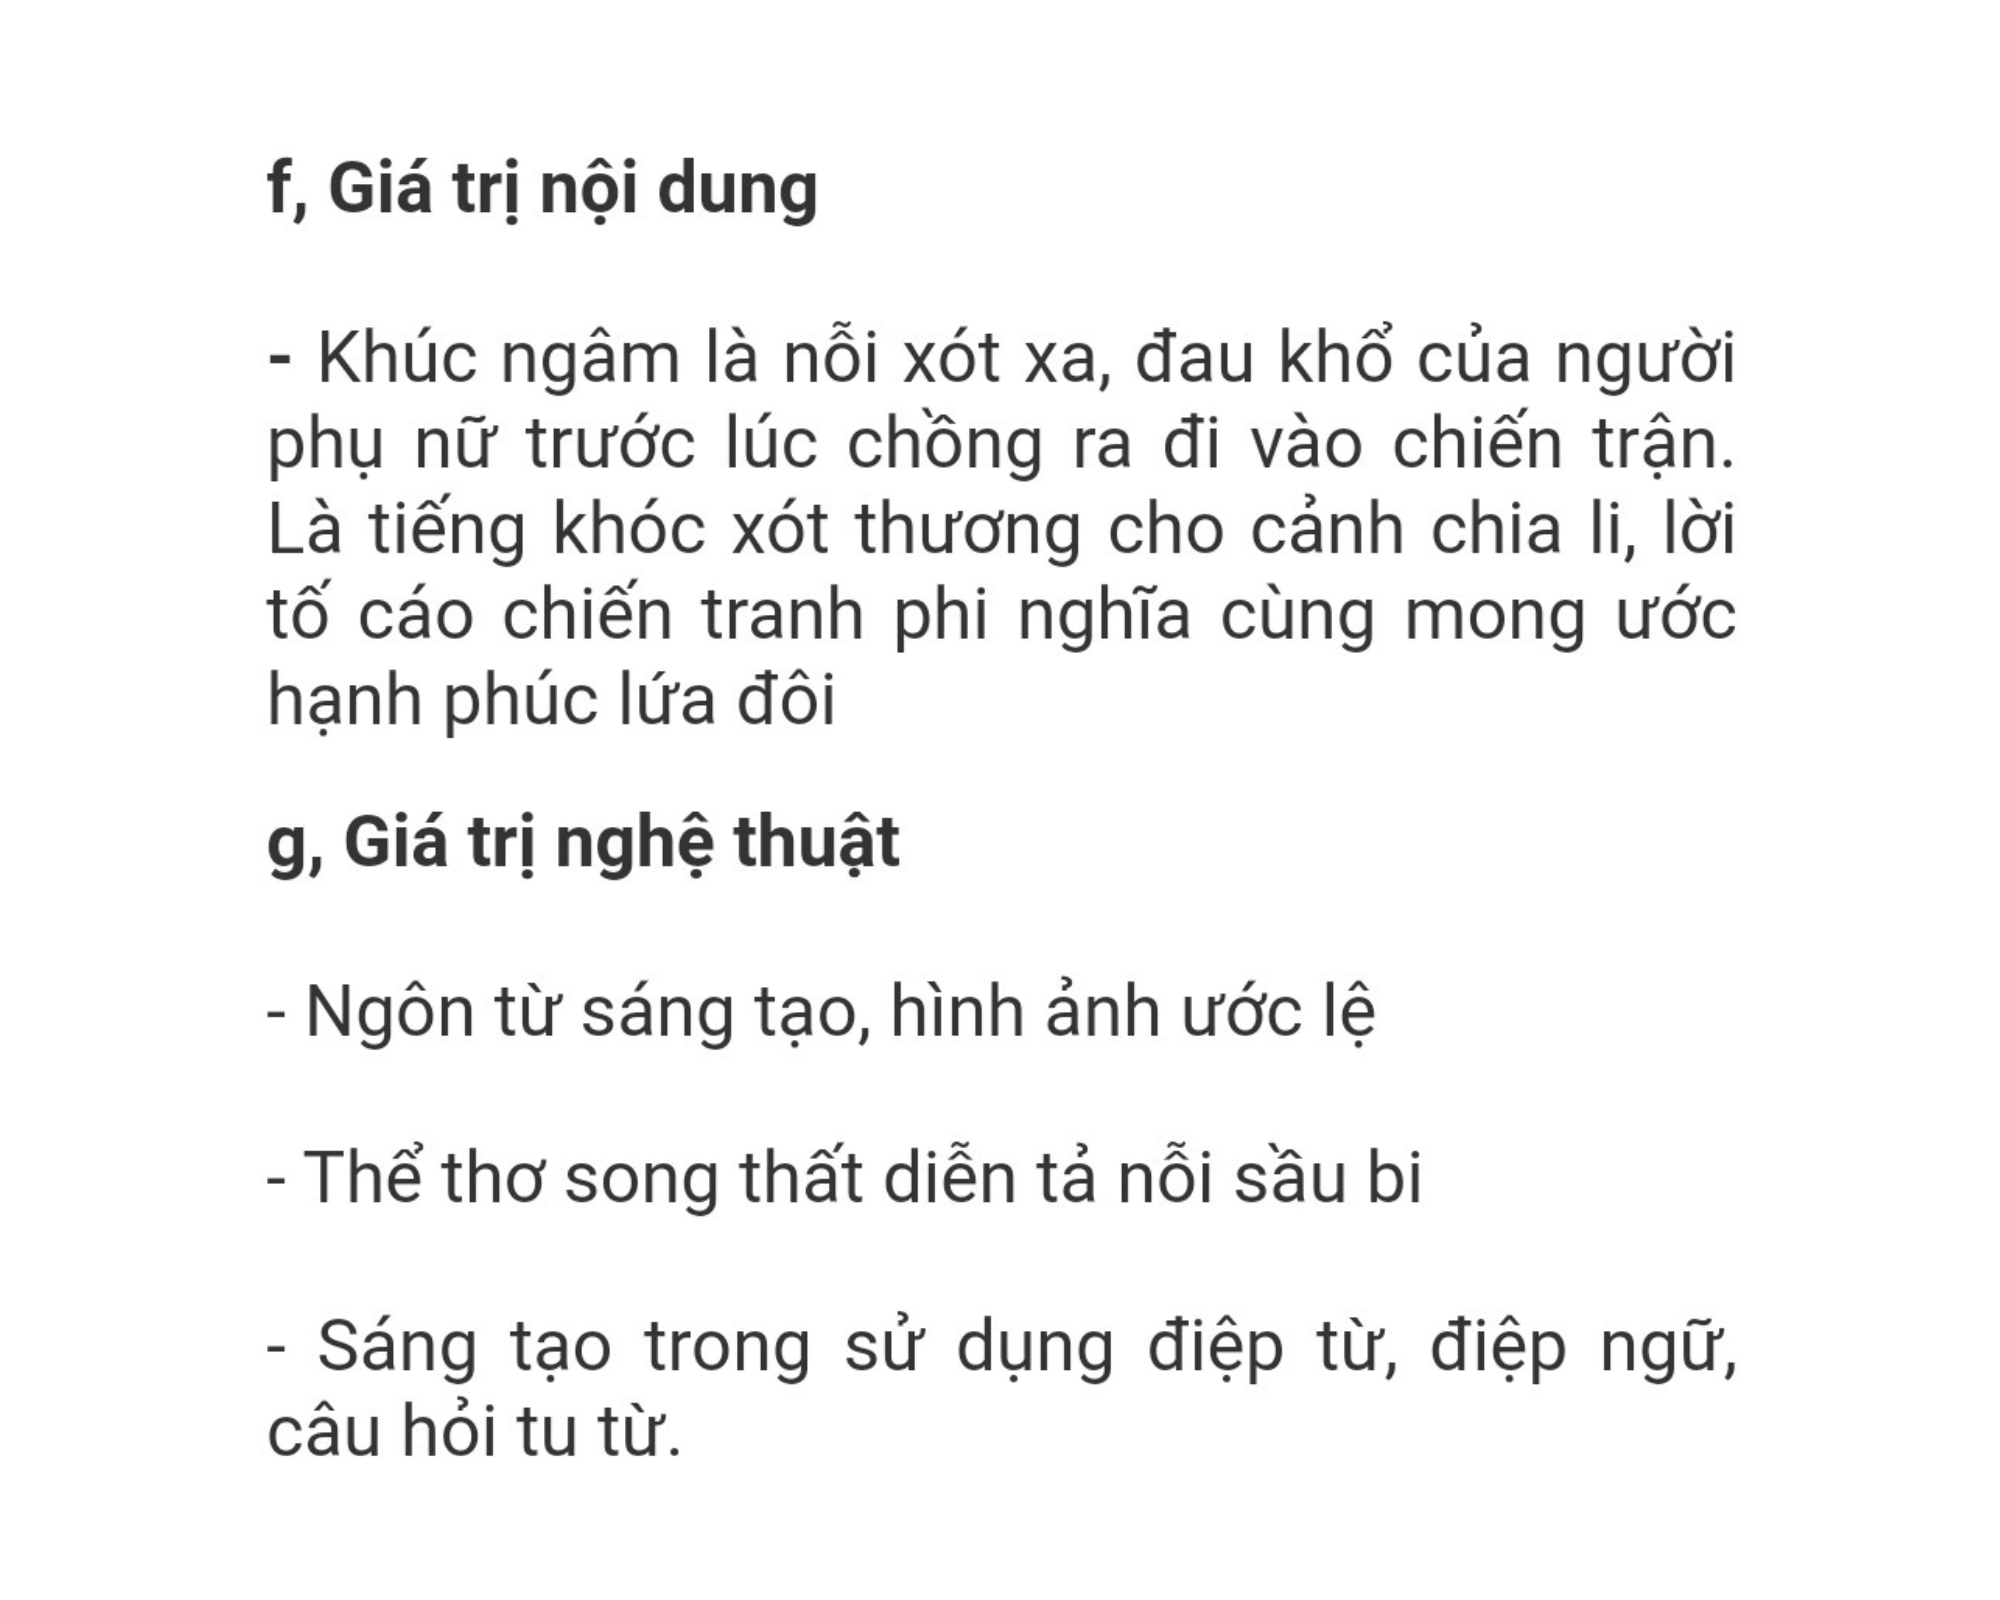 f, Giá trị nội dung
- Khúc ngâm là nỗi xót xa, đau khổ của người
phụ nữ trước lúc chồng ra đi vào chiến trận.
Là tiếng khóc xót thương cho cảnh chia li, lời
tố cáo chiến tranh phi nghĩa cùng mong ước
hạnh phúc lứa đôi
g, Giá trị nghệ thuật
- Ngôn từ sáng tạo, hình ảnh ước lệ
- Thể thơ song thất diễn tả nỗi sầu bi
- Sáng tạo trong sử dụng điệp từ, điệp ngữ,
câu hỏi tu từ.